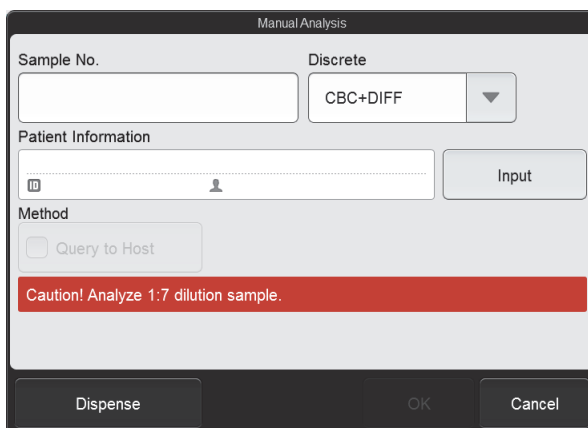 Manual Analysis
Sample No. Discrete
CBC+DIFF
Patient Information
ID
Input
Method
Query to Host
Caution! Analyze 1:7 dilution sample.
Dispense OK Cancel